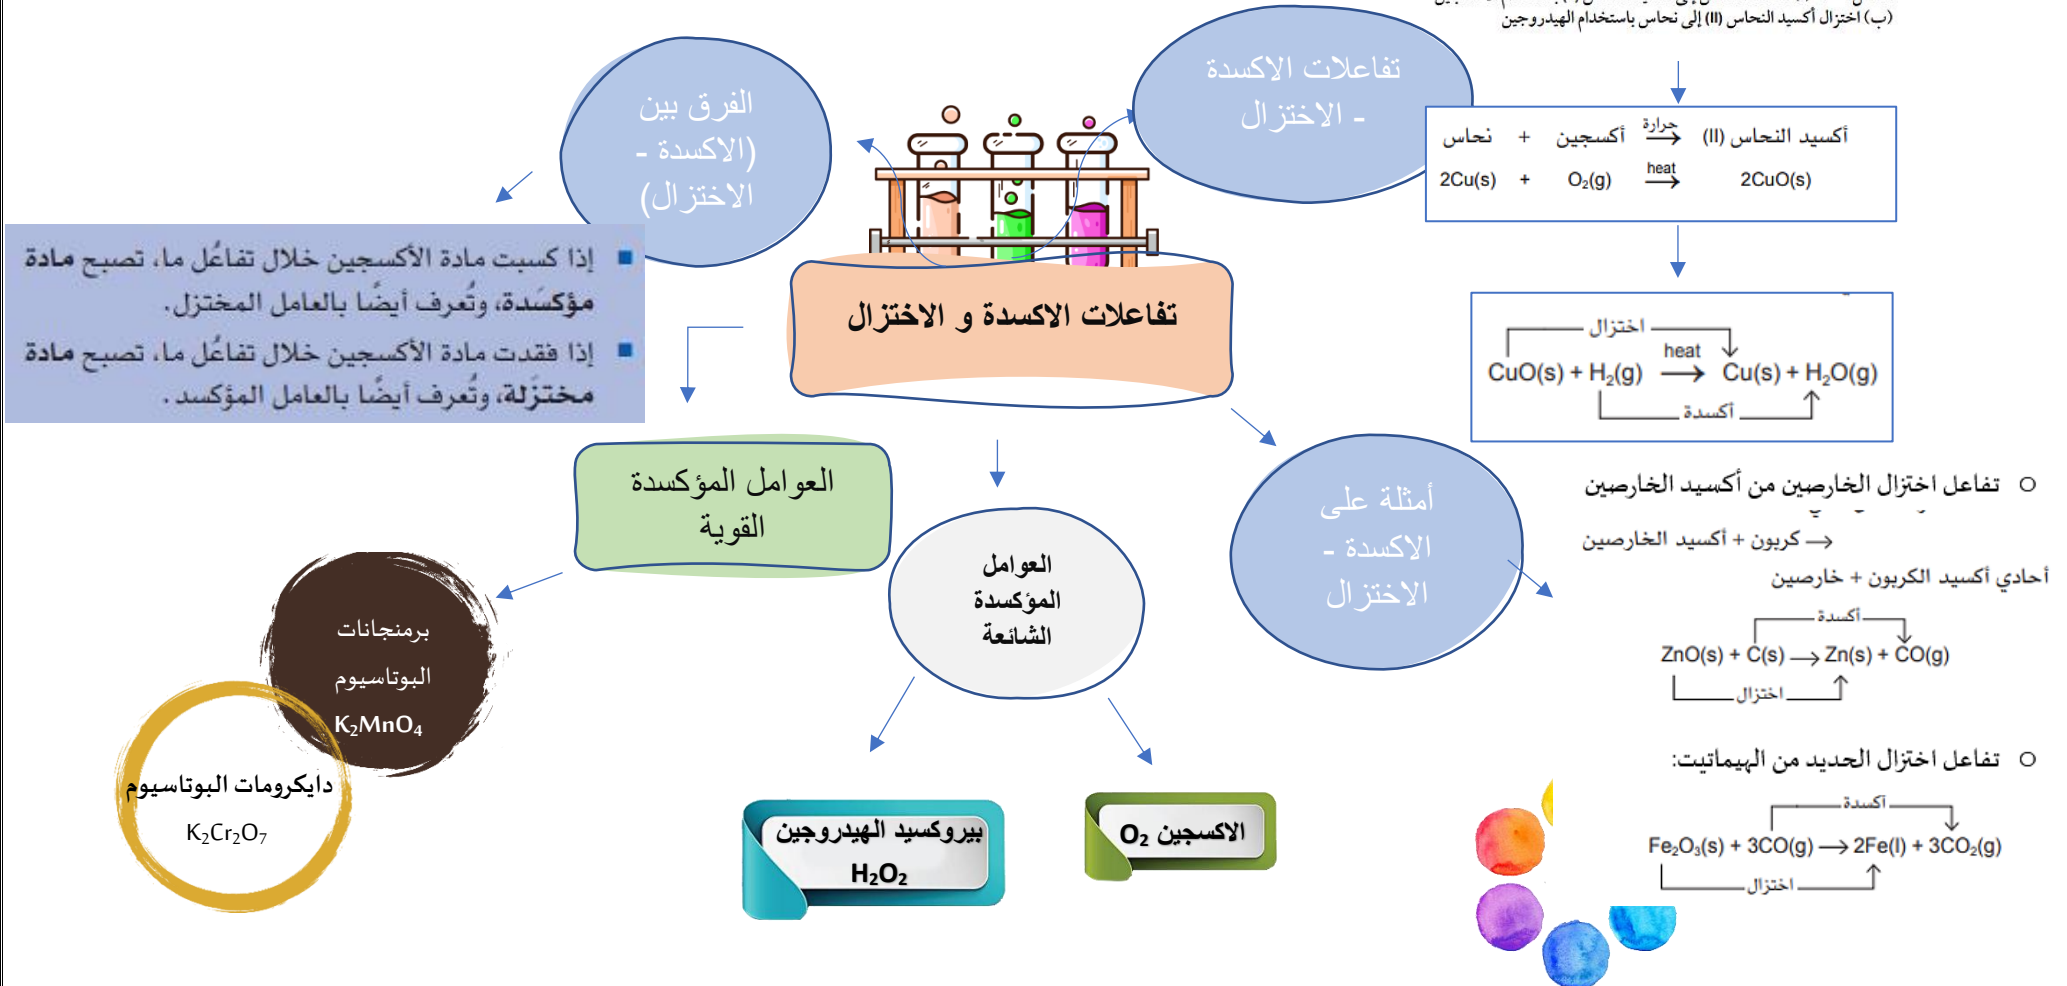 (ب) اختزال أكسيد النحاس (II) إلى نحاس باستخدام الهيدروجين
تفاعلات الاكسدة
- الاختزال
نحاس + أكسجين حرارة → أكسيد النحاس (II)
2Cu(s) + O₂(g) heat → 2CuO(s)
اختزال
CuO(s) + H₂(g) heat → Cu(s) + H₂O(g)
أكسدة
الفرق بين
(الاكسدة -
الاختزال)
إذا كسبت مادة الأكسجين خلال تفاعُل ما، تصبح مادة
مؤكسَدة، وتُعرف أيضًا بالعامل المختزل.
إذا فقدت مادة الأكسجين خلال تفاعُل ما، تصبح مادة
مختزَلة، وتُعرف أيضًا بالعامل المؤكسد.
تفاعلات الاكسدة و الاختزال
أمثلة على
الاكسدة -
الاختزال
تفاعل اختزال الخارصين من أكسيد الخارصين
كربون + أكسيد الخارصين →
أحادي أكسيد الكربون + خارصين
أكسدة
ZnO(s) + C(s) → Zn(s) + CO(g)
اختزال
تفاعل اختزال الحديد من الهيماتيت:
أكسدة
Fe₂O₃(s) + 3CO(g) → 2Fe(l) + 3CO₂(g)
اختزال
العوامل
المؤكسدة
الشائعة
الاكسجين O₂
بيروكسيد الهيدروجين
H₂O₂
العوامل المؤكسدة
القوية
برمنجانات
البوتاسيوم
K₂MnO₄
دايكرومات البوتاسيوم
K₂Cr₂O₇